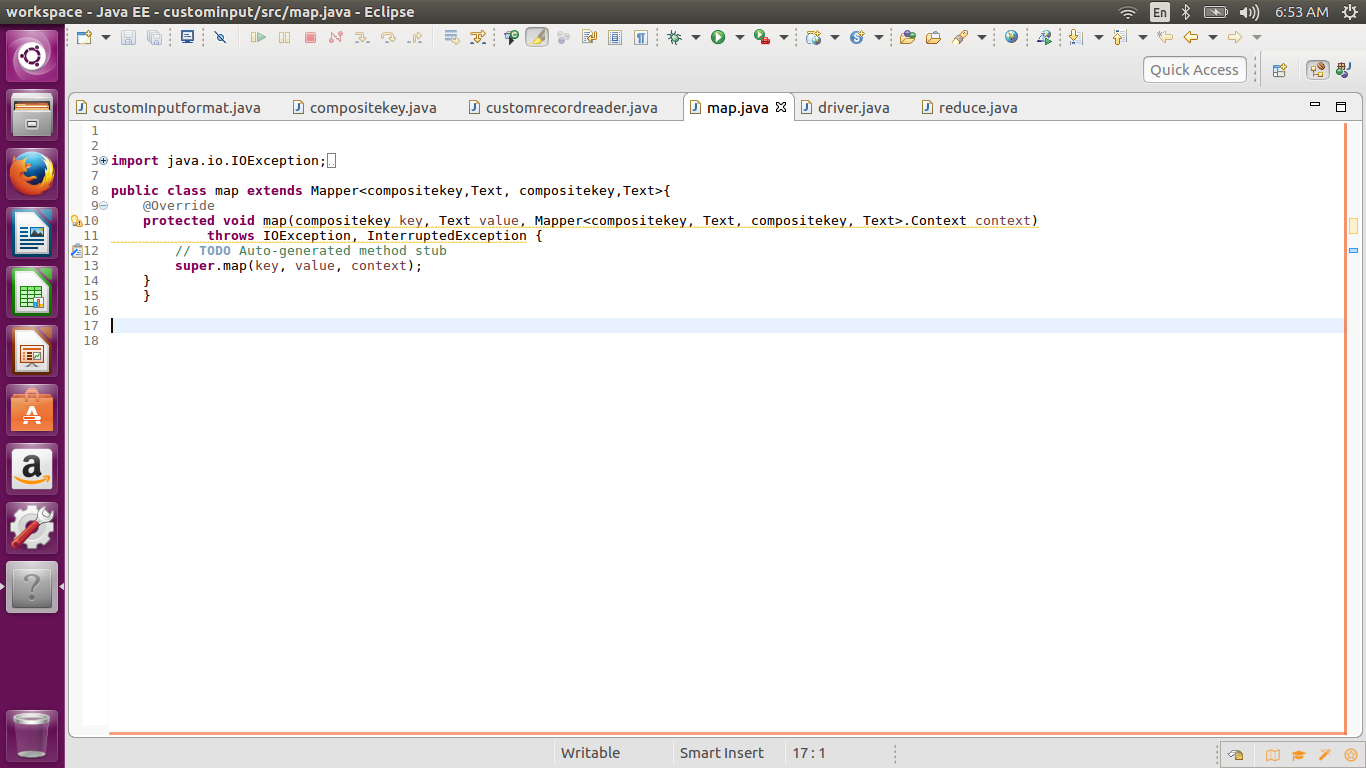 workspace - Java EE - custominput/src/map.java - Eclipse
En
6:53 AM
Quick Access
customInputformat.java
compositekey.java
customrecordreader.java
map.java
driver.java
reduce.java
1
2
3 import java.io.IOException;
7
8 public class map extends Mapper<compositekey,Text, compositekey,Text>{
9 @Override
10 protected void map(compositekey key, Text value, Mapper<compositekey, Text, compositekey, Text>.Context context)
11 throws IOException, InterruptedException {
12 // TODO Auto-generated method stub
13 super.map(key, value, context);
14 }
15 }
16
17
18
Writable
Smart Insert
17 : 1